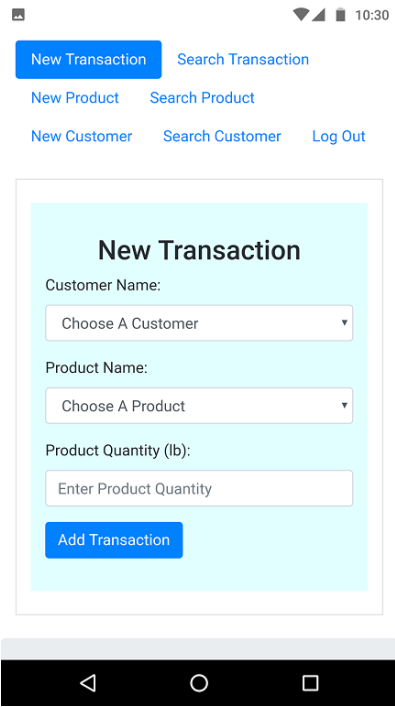 10:30
New Transaction Search Transaction
New Product Search Product
New Customer Search Customer Log Out
New Transaction
Customer Name:
Choose A Customer
Product Name:
Choose A Product
Product Quantity (lb):
Enter Product Quantity
Add Transaction